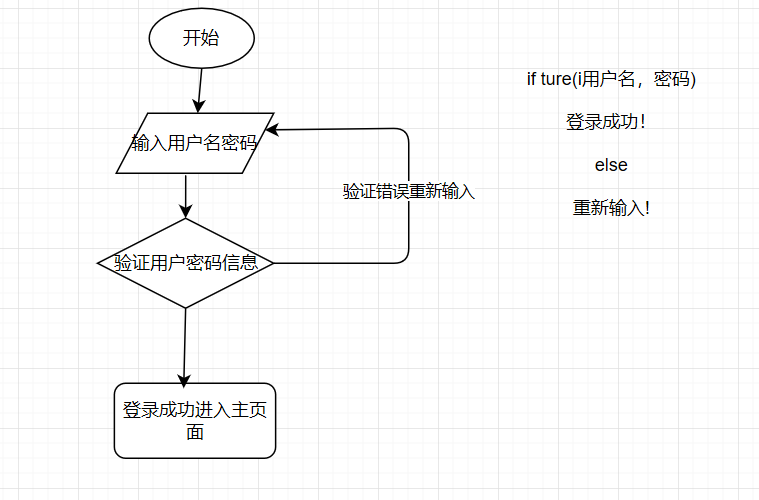 开始
输入用户名密码
验证错误重新输入
验证用户密码信息
登录成功进入主页
面
if ture(i用户名，密码)
登录成功！
else
重新输入!